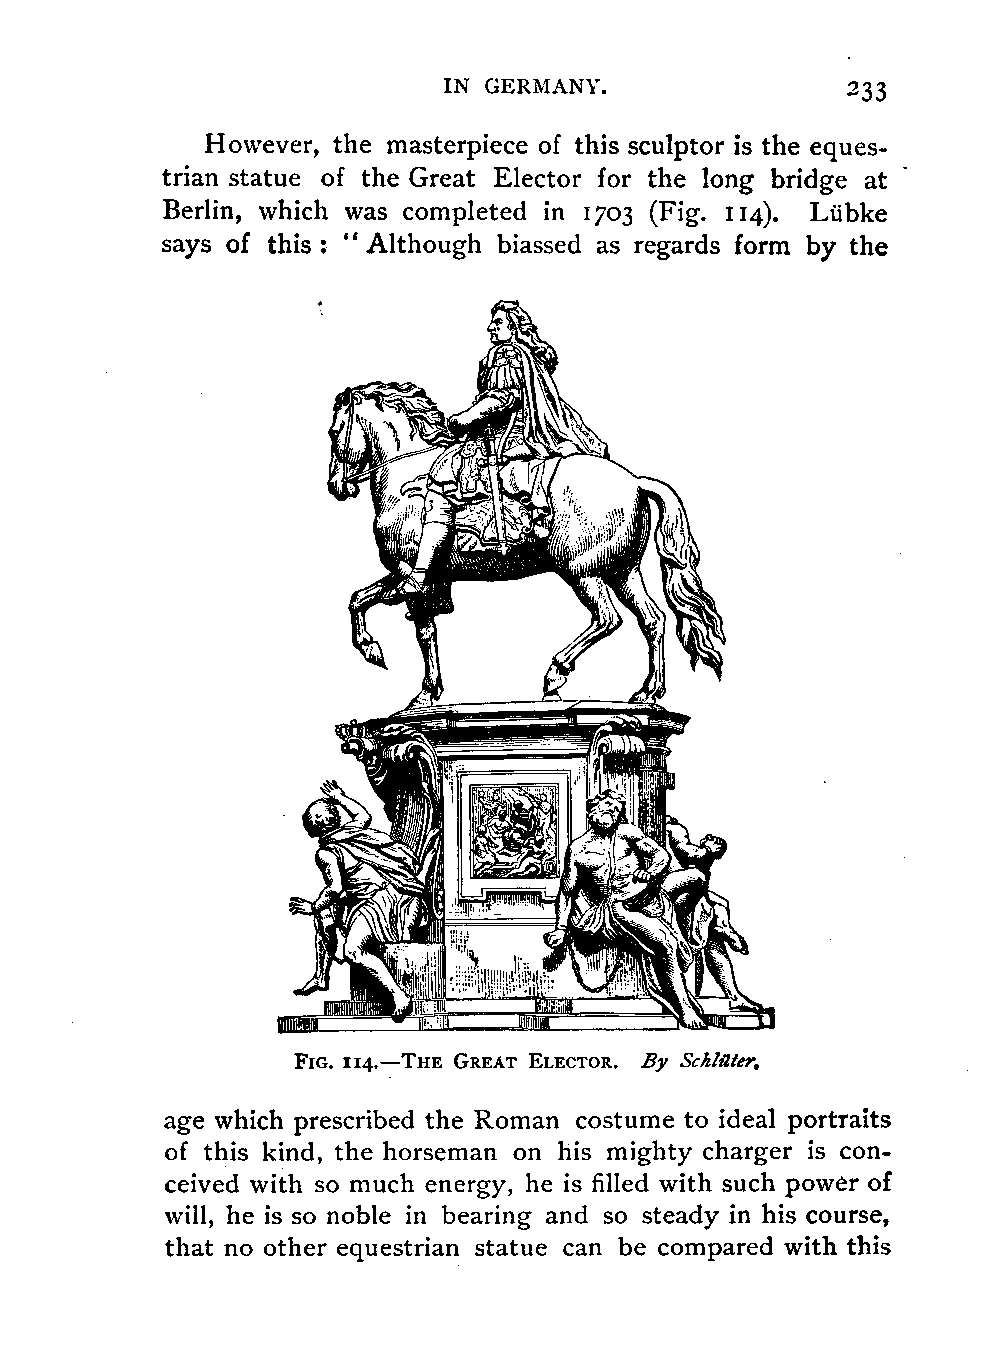 IN GERMANY. 233
However, the masterpiece of this sculptor is the eques-
trian statue of the Great Elector for the long bridge at
Berlin, which was completed in 1703 (Fig. 114). Lübke
says of this: "Although biassed as regards form by the
FIG. 114.—THE GREAT ELECTOR. By Schlüter.
age which prescribed the Roman costume to ideal portraits
of this kind, the horseman on his mighty charger is con-
ceived with so much energy, he is filled with such power of
will, he is so noble in bearing and so steady in his course,
that no other equestrian statue can be compared with this